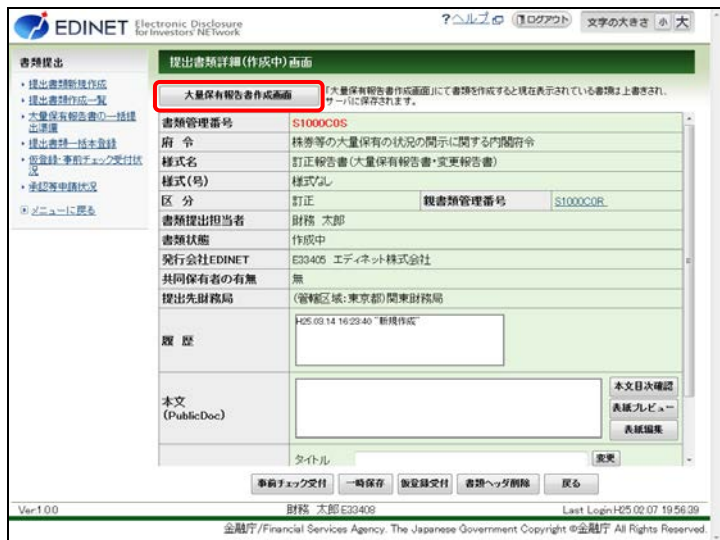 EDINET Electronic Disclosure for Investors' NETwork
?ヘルプ ログアウト 文字の大きさ 小 大
書類提出
・提出書類新規作成
・提出書類作成一覧
・大量保有報告書の一括提出準備
・提出書類一括本登録
・仮登録・事前チェック受付状況
・承認等申請状況
メニューに戻る
提出書類詳細(作成中)画面
大量保有報告書作成画面
「大量保有報告書作成画面」にて書類を作成すると現在表示されている書類は上書きされ、サーバに保存されます。
書類管理番号 S1000C0S
府 令 株券等の大量保有の状況の開示に関する内閣府令
様式名 訂正報告書(大量保有報告書・変更報告書)
様式(号) 様式なし
区 分 訂正 親書類管理番号 S1000C0R
書類提出担当者 財務 太郎
書類状態 作成中
発行会社EDINET E33405 エディネット株式会社
共同保有者の有無 無
提出先財務局 (管轄区域:東京都)関東財務局
履 歴
H25.03.14 16:23:40 "新規作成"
本文
(PublicDoc)
本文目次確認
表紙プレビュー
表紙編集
タイトル 変更
事前チェック受付 一時保存 仮登録受付 書類ヘッダ削除 戻る
Ver1.0.0 財務 太郎 E33408 Last Login:H25.02.07 19:56:39
金融庁/Financial Services Agency. The Japanese Government Copyright ©金融庁 All Rights Reserved.